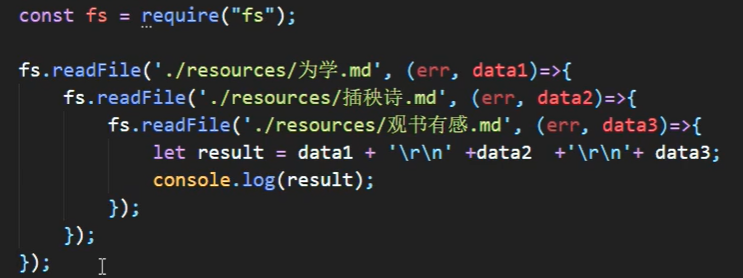 const fs = require("fs");
fs.readFile('./resources/为学.md', (err, data1)=>{
fs.readFile('./resources/插秧诗.md', (err, data2)=>{
fs.readFile('./resources/观书有感.md', (err, data3)=>{
let result = data1 + '\r\n' +data2  +'\r\n'+ data3;
console.log(result);
});
});
});